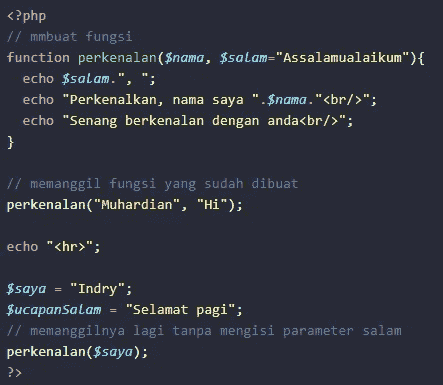 <?php
// mmbuat fungsi
function perkenalan($nama, $salam="Assalamualaikum"){
  echo $salam.", ";
  echo "Perkenalkan, nama saya ".$nama."<br/>";
  echo "Senang berkenalan dengan anda<br/>";
}

// memanggil fungsi yang sudah dibuat
perkenalan("Muhardian", "Hi");

echo "<hr>";

$saya = "Indry";
$ucapanSalam = "Selamat pagi";
// memanggilnya lagi tanpa mengisi parameter salam
perkenalan($saya);
?>